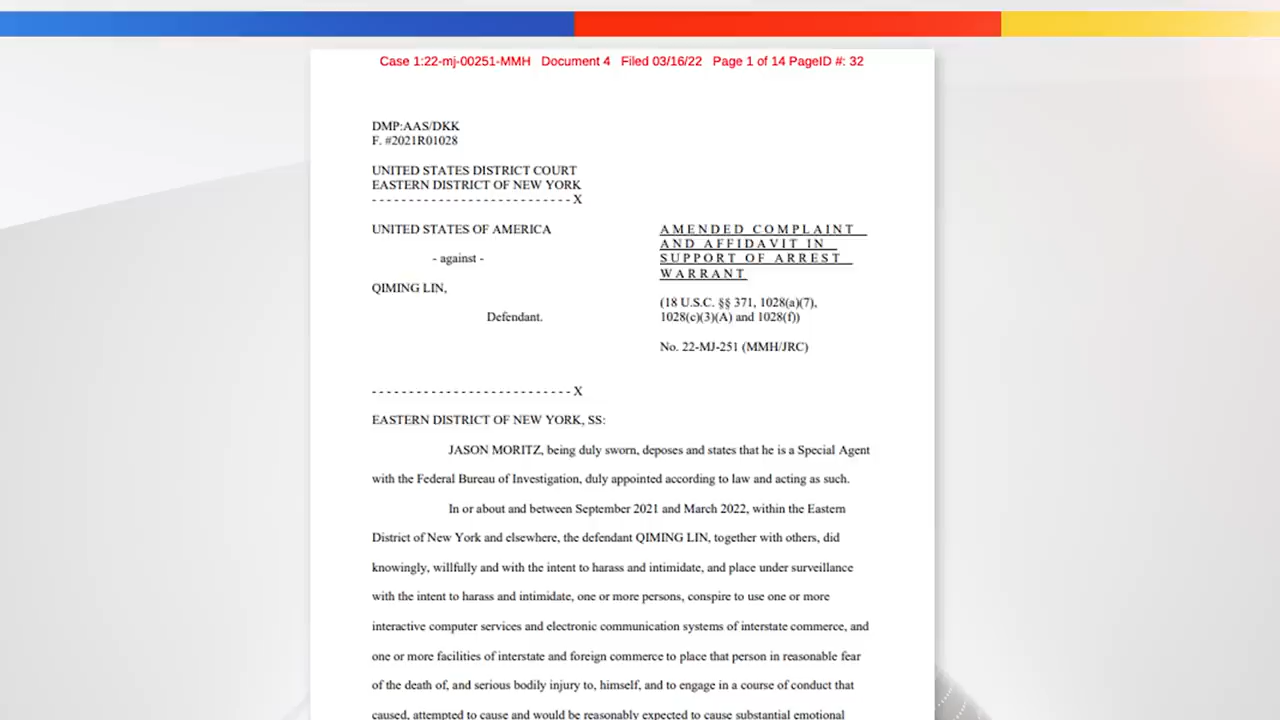 Case 1:22-mj-00251-MMH Document 4 Filed 03/16/22 Page 1 of 14 PageID #: 32
DMP:AAS/DKK
F. #2021R01028
UNITED STATES DISTRICT COURT
EASTERN DISTRICT OF NEW YORK
- - - - - - - - - - - - - - - - - - - - - - - - - - X
UNITED STATES OF AMERICA
- against -
QIMING LIN,
Defendant.
AMENDED COMPLAINT
AND AFFIDAVIT IN
SUPPORT OF ARREST
WARRANT
(18 U.S.C. §§ 371, 1028(a)(7),
1028(c)(3)(A) and 1028(f))
No. 22-MJ-251 (MMH/JRC)
- - - - - - - - - - - - - - - - - - - - - - - - - - X
EASTERN DISTRICT OF NEW YORK, SS:
JASON MORITZ, being duly sworn, deposes and states that he is a Special Agent
with the Federal Bureau of Investigation, duly appointed according to law and acting as such.
In or about and between September 2021 and March 2022, within the Eastern
District of New York and elsewhere, the defendant QIMING LIN, together with others, did
knowingly, willfully and with the intent to harass and intimidate, and place under surveillance
with the intent to harass and intimidate, one or more persons, conspire to use one or more
interactive computer services and electronic communication systems of interstate commerce, and
one or more facilities of interstate and foreign commerce to place that person in reasonable fear
of the death of, and serious bodily injury to, himself, and to engage in a course of conduct that
caused, attempted to cause and would be reasonably expected to cause substantial emotional